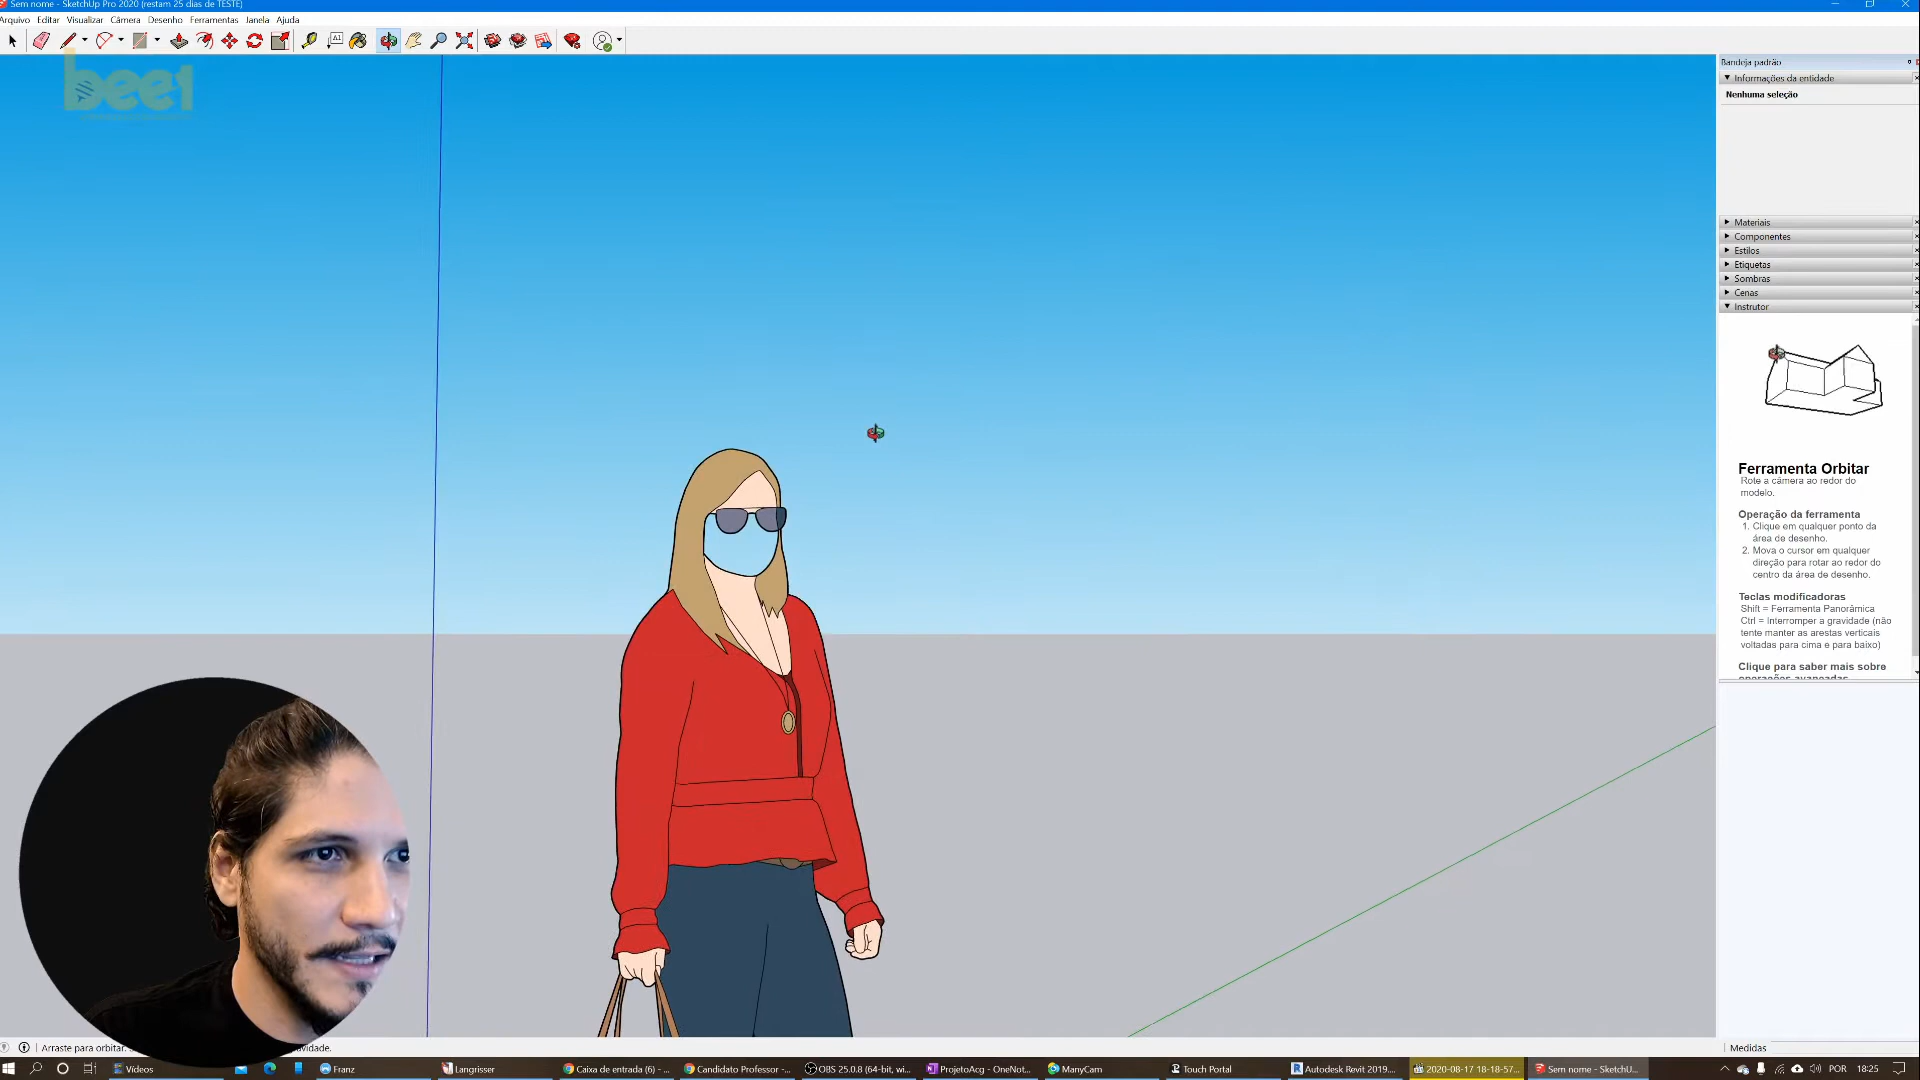 Sem nome - SketchUp Pro 2020 (restam 25 dias de TESTE)
Arquivo Editar Visualizar Câmera Desenho Ferramentas Janela Ajuda
A1
bee1
Bandeja padrão
Informações da entidade
Nenhuma seleção
Materiais
Componentes
Estilos
Etiquetas
Sombras
Cenas
Instrutor
Ferramenta Orbitar
Rote a câmera ao redor do
modelo.
Operação da ferramenta
1. Clique em qualquer ponto da
área de desenho.
2. Mova o cursor em qualquer
direção para rotar ao redor do
centro da área de desenho.
Teclas modificadoras
Shift = Ferramenta Panorâmica
Ctrl = Interromper a gravidade (não
tente manter as arestas verticais
voltadas para cima e para baixo)
Clique para saber mais sobre
operações avançadas
Arraste para orbitar.
Medidas
Vídeos
Franz
Langrisser
Caixa de entrada (6) - ...
Candidato Professor -...
OBS 25.0.8 (64-bit, wi...
ProjetoAcg - OneNot...
ManyCam
Touch Portal
Autodesk Revit 2019...
2020-08-17 18-18-57...
Sem nome - SketchU...
POR
18:25